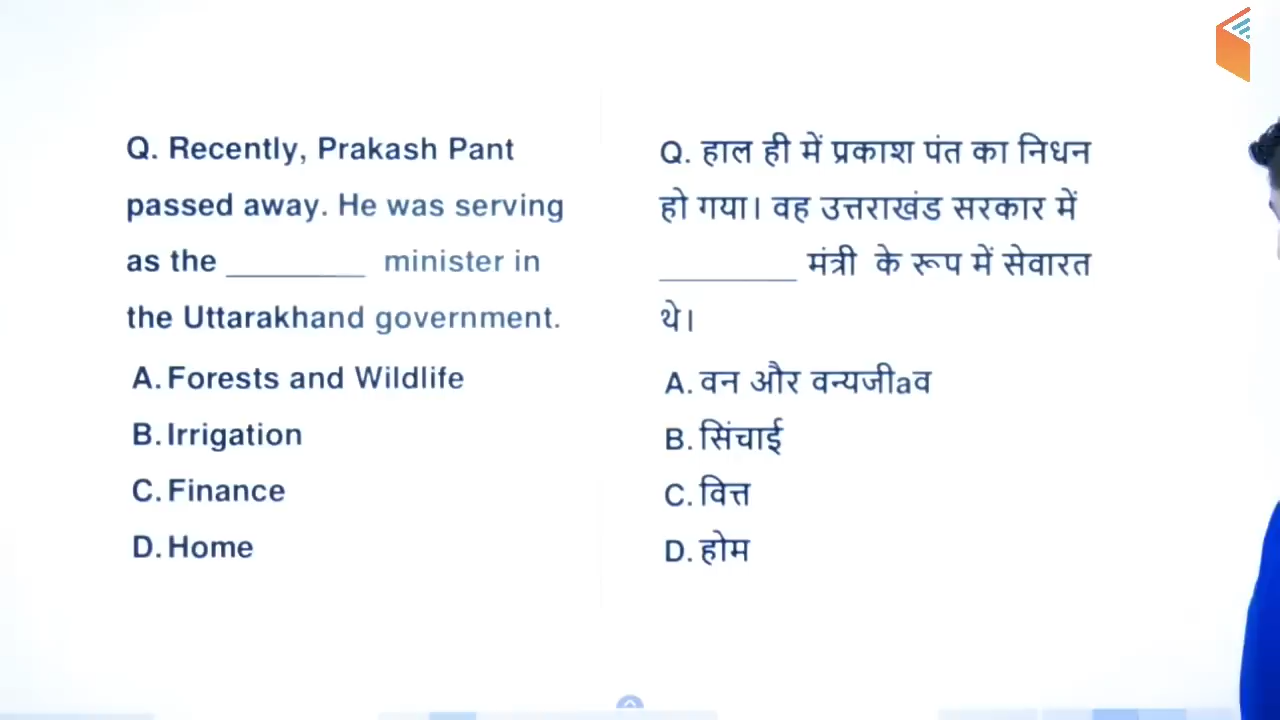 Q. Recently, Prakash Pant
passed away. He was serving
as the _________ minister in
the Uttarakhand government.
A. Forests and Wildlife
B. Irrigation
C. Finance
D. Home
Q. हाल ही में प्रकाश पंत का निधन
हो गया। वह उत्तराखंड सरकार में
_________ मंत्री के रूप में सेवारत
थे।
A. वन और वन्यजीaव
B. सिंचाई
C. वित्त
D. होम